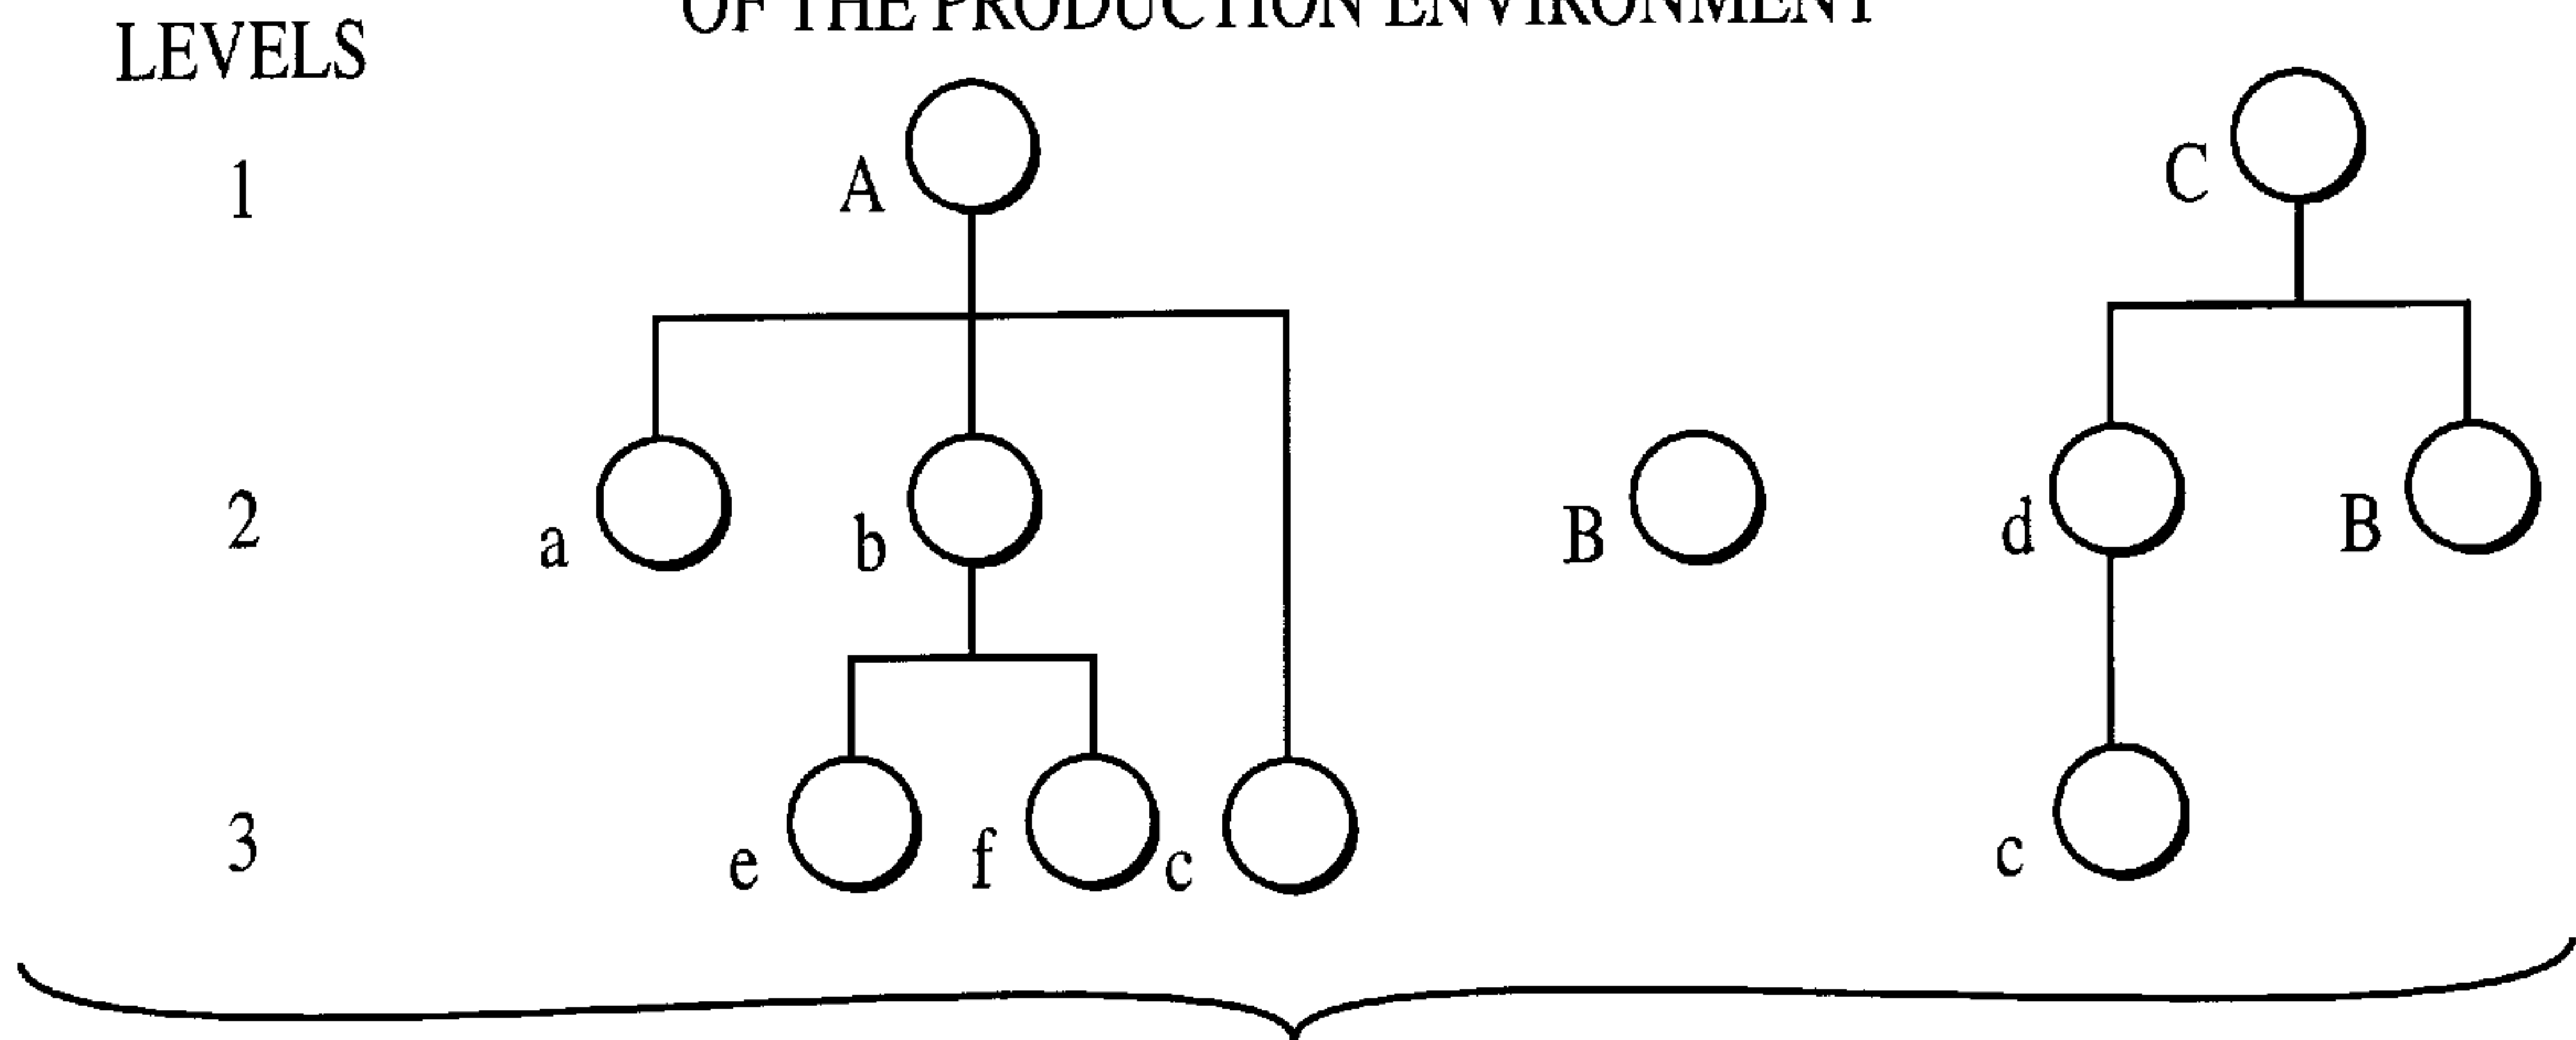 OF THE PRODUCTION ENVIRONMENT
LEVELS
1 A C
2 a b B d B
3 e f c c